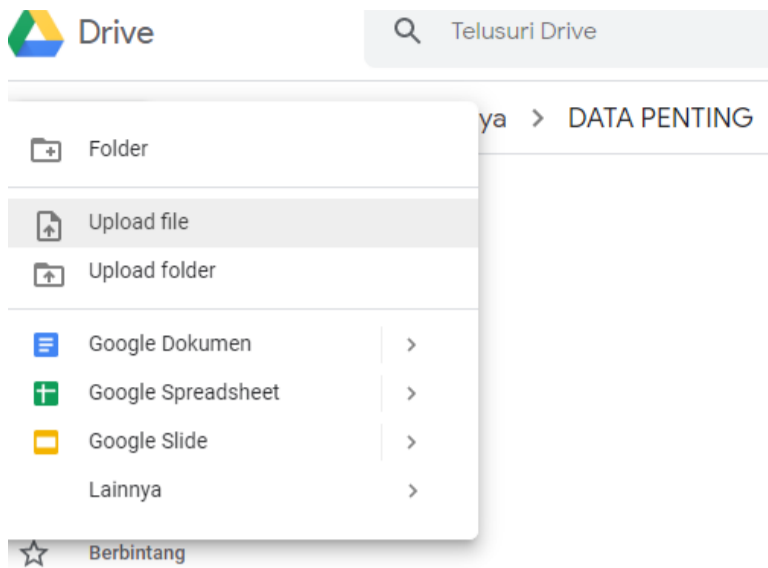 Drive
Telusuri Drive
ya > DATA PENTING
Folder
Upload file
Upload folder
Google Dokumen
Google Spreadsheet
Google Slide
Lainnya
Berbintang